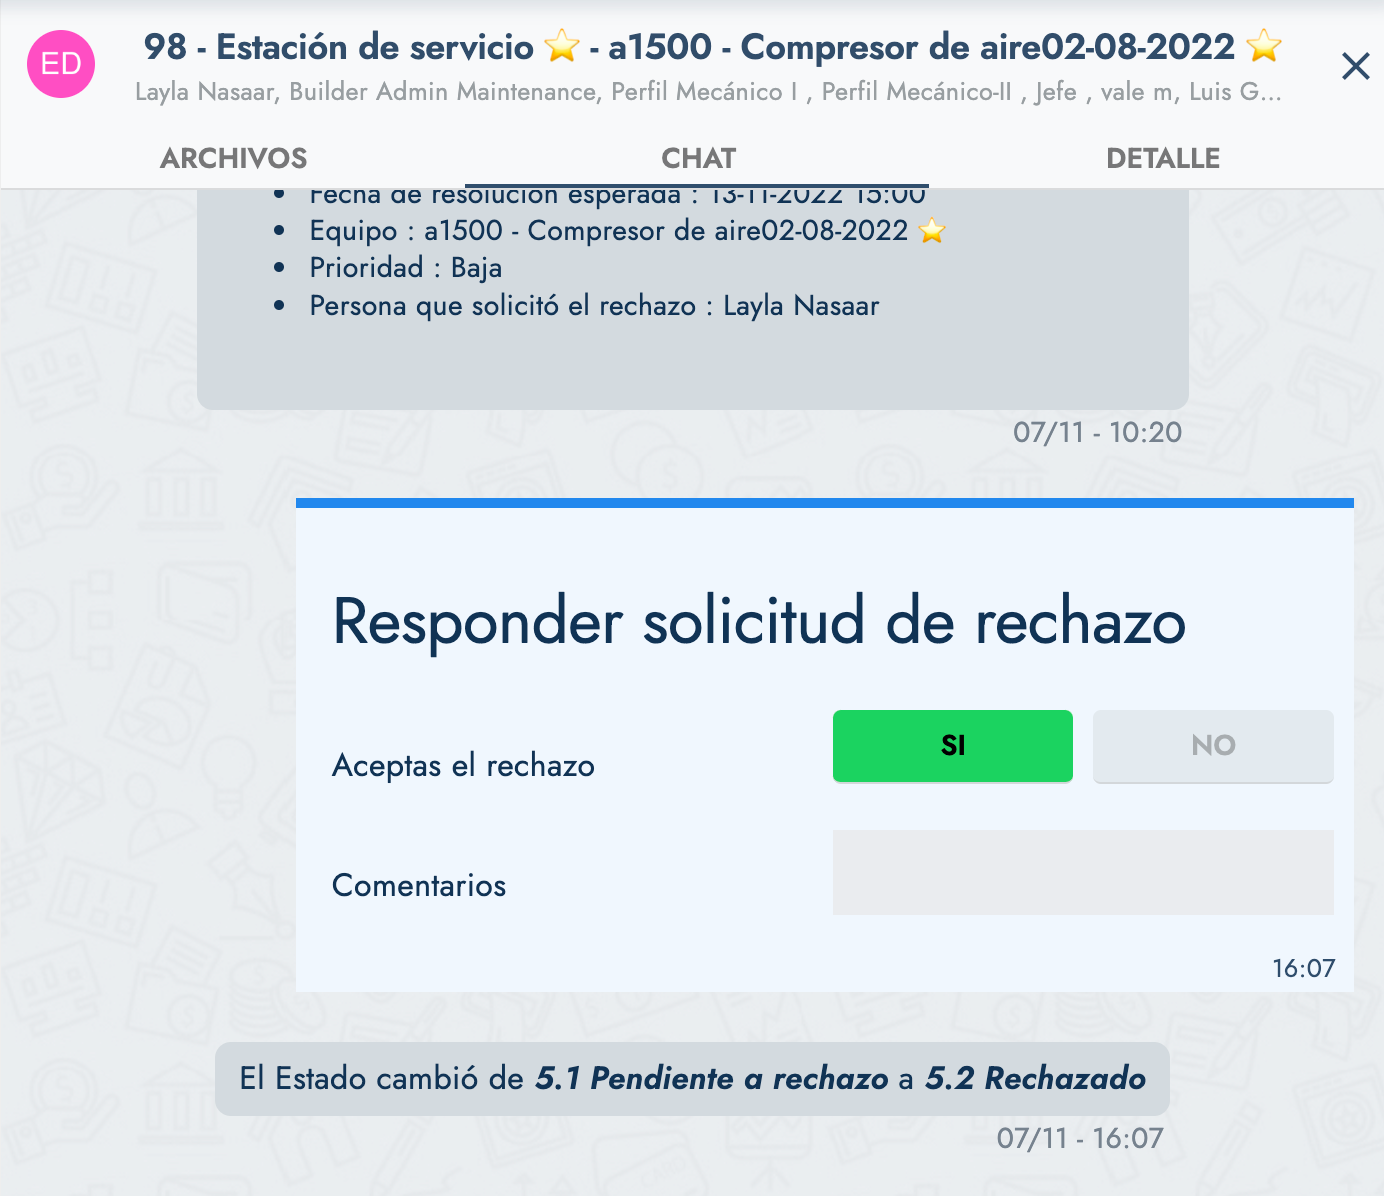 ED
98 - Estación de servicio ⭐ - a1500 - Compresor de aire02-08-2022 ⭐
Layla Nasaar, Builder Admin Maintenance, Perfil Mecánico I , Perfil Mecánico-II , Jefe , vale m, Luis G...
ARCHIVOS CHAT DETALLE
• Fecha de resolución esperada : 13-11-2022 15:00
• Equipo : a1500 - Compresor de aire02-08-2022 ⭐
• Prioridad : Baja
• Persona que solicitó el rechazo : Layla Nasaar
07/11 - 10:20
Responder solicitud de rechazo
Aceptas el rechazo SI NO
Comentarios
16:07
El Estado cambió de 5.1 Pendiente a rechazo a 5.2 Rechazado
07/11 - 16:07